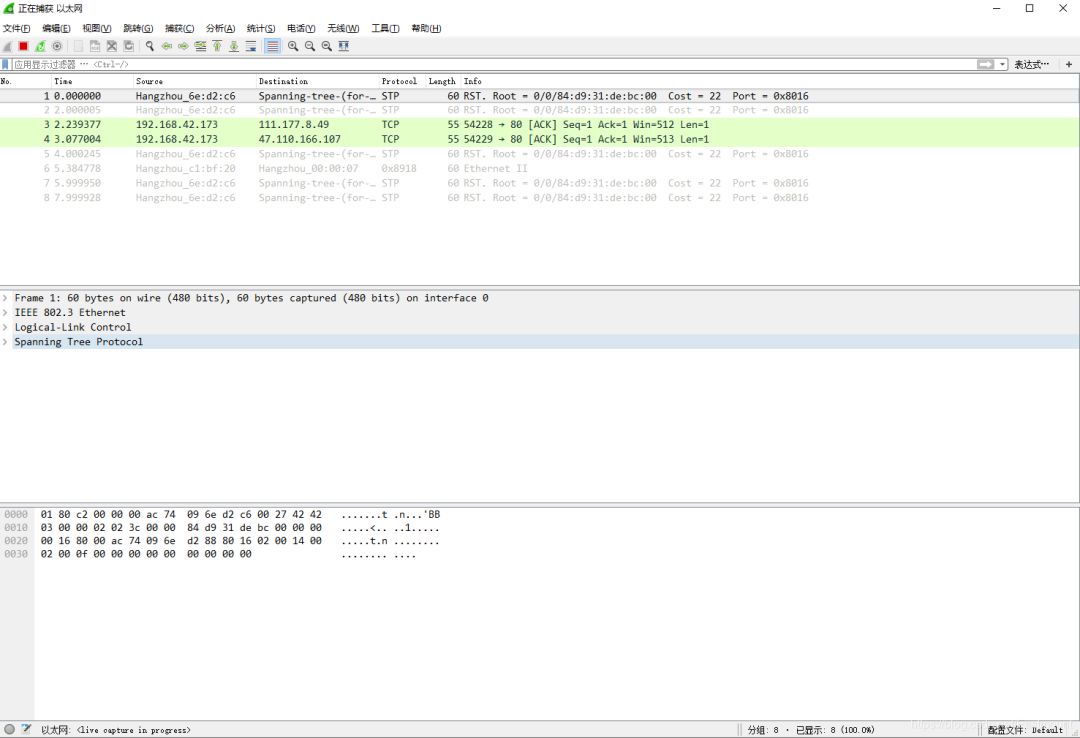 正在捕获 以太网
文件(F) 编辑(E) 视图(V) 跳转(G) 捕获(C) 分析(A) 统计(S) 电话(Y) 无线(W) 工具(T) 帮助(H)
应用显示过滤器 … <Ctrl-/> 表达式… +
No. Time Source Destination Protocol Length Info
1 0.000000 Hangzhou_6e:d2:c6 Spanning-tree-(for-… STP 60 RST. Root = 0/0/84:d9:31:de:bc:00 Cost = 22 Port = 0x8016
2 2.000005 Hangzhou_6e:d2:c6 Spanning-tree-(for-… STP 60 RST. Root = 0/0/84:d9:31:de:bc:00 Cost = 22 Port = 0x8016
3 2.239377 192.168.42.173 111.177.8.49 TCP 55 54228 → 80 [ACK] Seq=1 Ack=1 Win=512 Len=1
4 3.077004 192.168.42.173 47.110.166.107 TCP 55 54229 → 80 [ACK] Seq=1 Ack=1 Win=513 Len=1
5 4.000245 Hangzhou_6e:d2:c6 Spanning-tree-(for-… STP 60 RST. Root = 0/0/84:d9:31:de:bc:00 Cost = 22 Port = 0x8016
6 5.384778 Hangzhou_c1:bf:20 Hangzhou_00:00:07 0x8918 60 Ethernet II
7 5.999950 Hangzhou_6e:d2:c6 Spanning-tree-(for-… STP 60 RST. Root = 0/0/84:d9:31:de:bc:00 Cost = 22 Port = 0x8016
8 7.999928 Hangzhou_6e:d2:c6 Spanning-tree-(for-… STP 60 RST. Root = 0/0/84:d9:31:de:bc:00 Cost = 22 Port = 0x8016
Frame 1: 60 bytes on wire (480 bits), 60 bytes captured (480 bits) on interface 0
IEEE 802.3 Ethernet
Logical-Link Control
Spanning Tree Protocol
0000 01 80 c2 00 00 00 ac 74 09 6e d2 c6 00 27 42 42 .......t .n...'BB
0010 03 00 00 02 02 3c 00 00 84 d9 31 de bc 00 00 00 .....<.. ..1.....
0020 00 16 80 00 ac 74 09 6e d2 88 80 16 02 00 14 00 .....t.n ........
0030 02 00 0f 00 00 00 00 00 00 00 00 00 ........ ....
以太网: <live capture in progress> 分组: 8 · 已显示: 8 (100.0%) 配置文件: Default